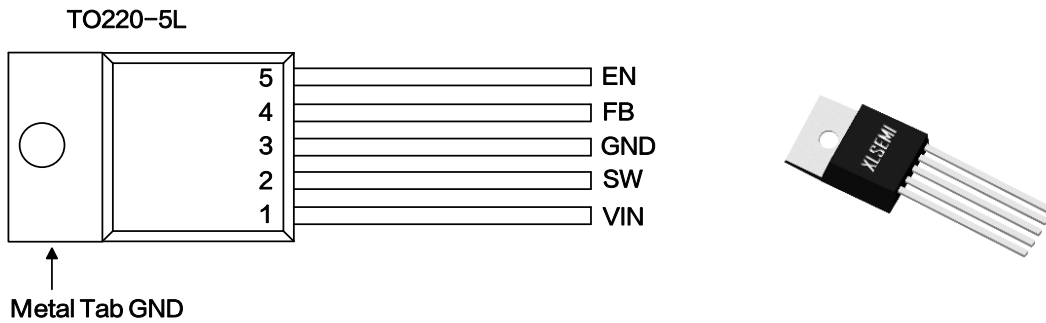 TO220-5L
5 EN
4 FB
3 GND
2 SW
1 VIN
Metal Tab GND
XLSEMI